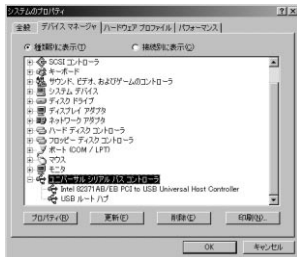 システムのプロパティ
全般 デバイス マネージャ ハードウェア プロファイル パフォーマンス
種類別に表示(T) 接続別に表示(C)
SCSI コントローラ
キーボード
サウンド、ビデオ、およびゲームのコントローラ
システム デバイス
ディスク ドライブ
ディスプレイ アダプタ
ネットワーク アダプタ
ハード ディスク コントローラ
フロッピー ディスク コントローラ
ポート (COM / LPT)
マウス
モニタ
ユニバーサル シリアル バス コントローラ
Intel 82371AB/EB PCI to USB Universal Host Controller
USB ルート ハブ
プロパティ(R) 更新(F) 削除(E) 印刷(N)...
OK キャンセル